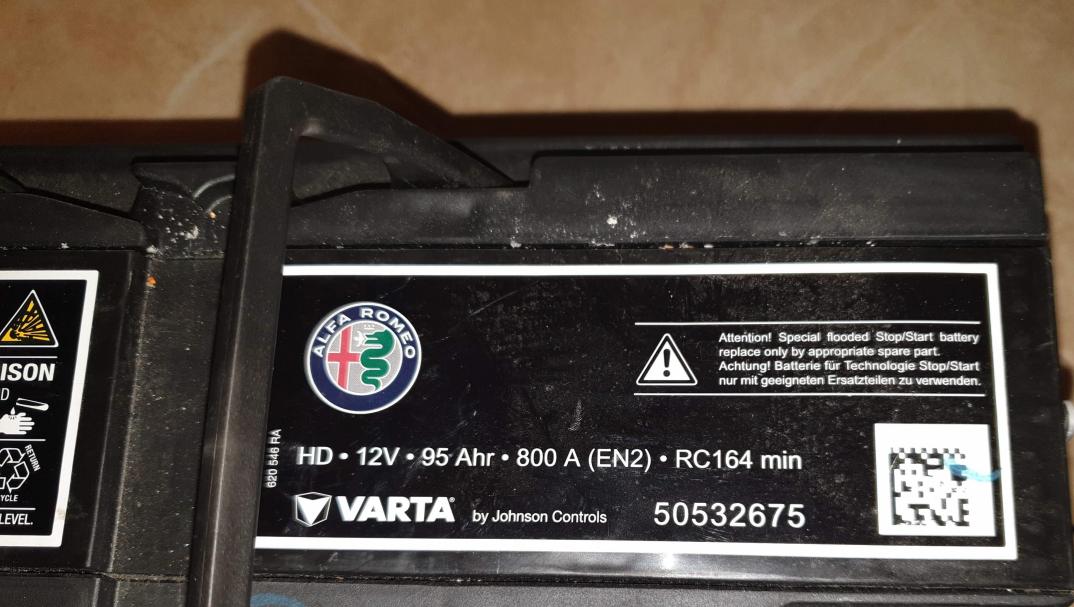 ISON
D
RETURN
YCLE
LEVEL.
ALFA ROMEO
Attention! Special flooded Stop/Start battery
replace only by appropriate spare part.
Achtung! Batterie für Technologie Stop/Start
nur mit geeigneten Ersatzteilen zu verwenden.
620 546 RA
HD • 12V • 95 Ahr • 800 A (EN2) • RC164 min
VARTA® by Johnson Controls
50532675